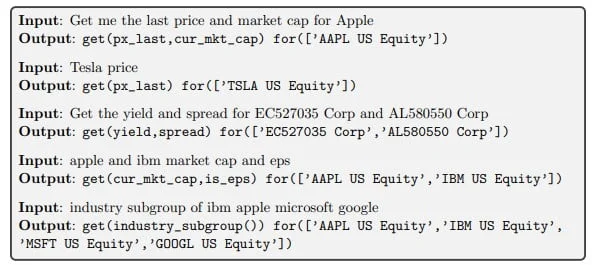 Input: Get me the last price and market cap for Apple
Output: get(px_last,cur_mkt_cap) for(['AAPL US Equity'])
Input: Tesla price
Output: get(px_last) for(['TSLA US Equity'])
Input: Get the yield and spread for EC527035 Corp and AL580550 Corp
Output: get(yield,spread) for(['EC527035 Corp','AL580550 Corp'])
Input: apple and ibm market cap and eps
Output: get(cur_mkt_cap,is_eps) for(['AAPL US Equity','IBM US Equity'])
Input: industry subgroup of ibm apple microsoft google
Output: get(industry_subgroup()) for(['AAPL US Equity','IBM US Equity',
'MSFT US Equity','GOOGL US Equity'])